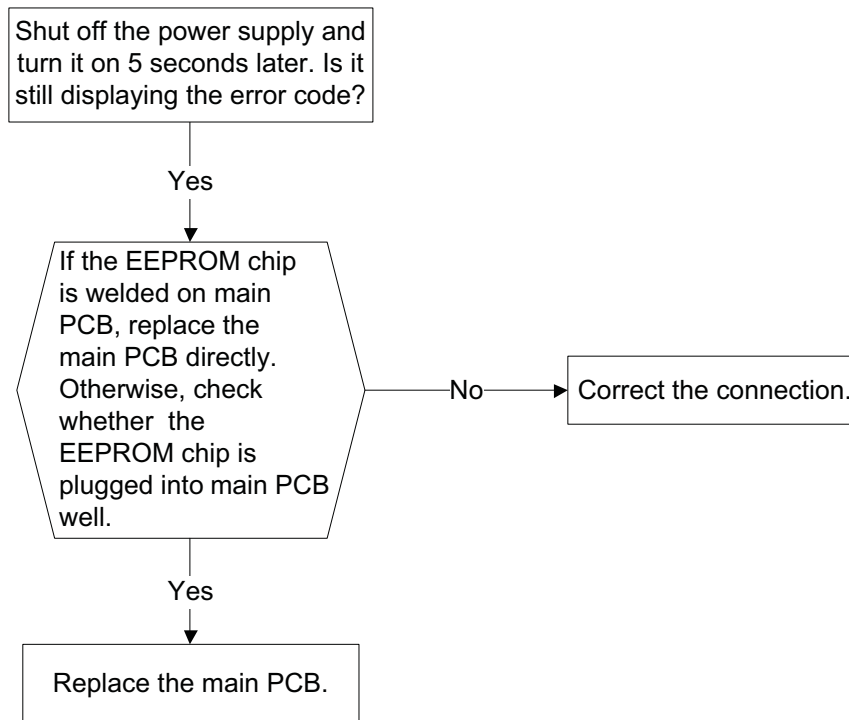 Shut off the power supply and
turn it on 5 seconds later. Is it
still displaying the error code?
Yes
If the EEPROM chip
is welded on main
PCB, replace the
main PCB directly.
Otherwise, check
whether the
EEPROM chip is
plugged into main PCB
well.
No
Correct the connection.
Yes
Replace the main PCB.